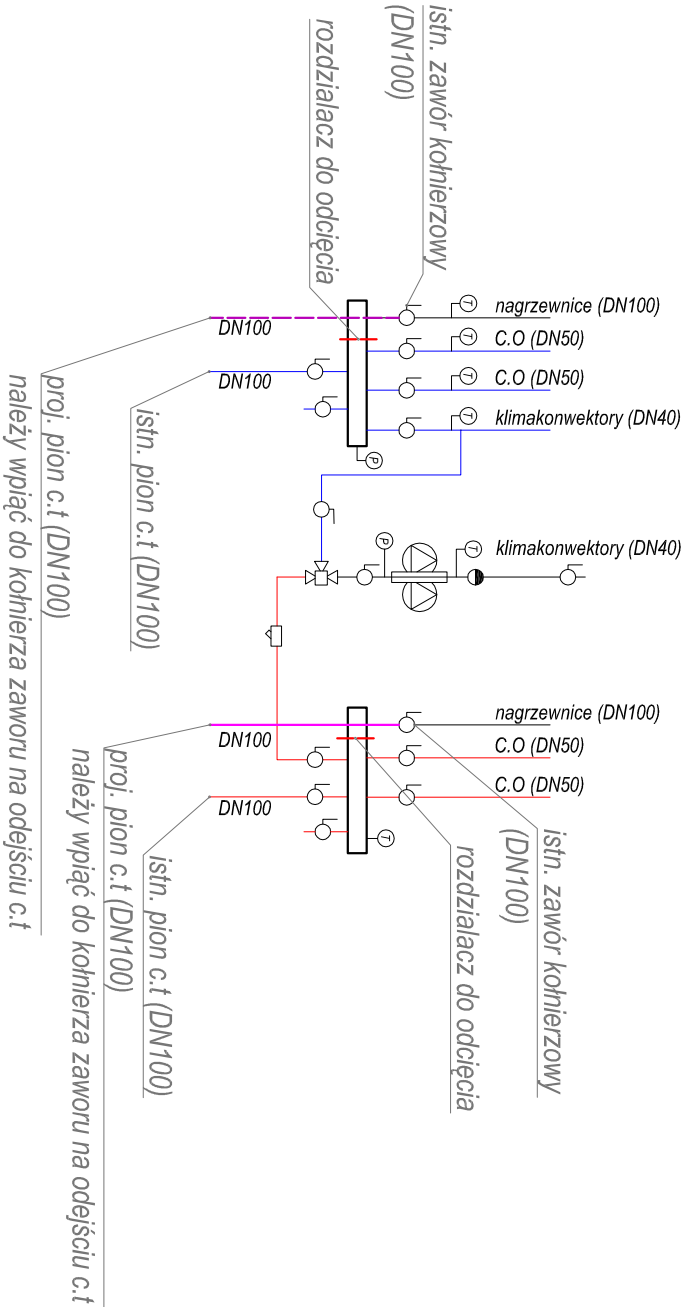 istn. zawór kołnierzowy
(DN100)
rozdzialacz do odcięcia
nagrzewnice (DN100)
T
DN100
C.O (DN50)
T
DN100
C.O (DN50)
T
klimakonwektory (DN40)
T
P
proj. pion c.t (DN100)
należy wpiąć do kołnierza zaworu na odejściu c.t
istn. pion c.t (DN100)
klimakonwektory (DN40)
P
T
nagrzewnice (DN100)
DN100
C.O (DN50)
C.O (DN50)
DN100
T
istn. zawór kołnierzowy
(DN100)
rozdzialacz do odcięcia
istn. pion c.t (DN100)
proj. pion c.t (DN100)
należy wpiąć do kołnierza zaworu na odejściu c.t